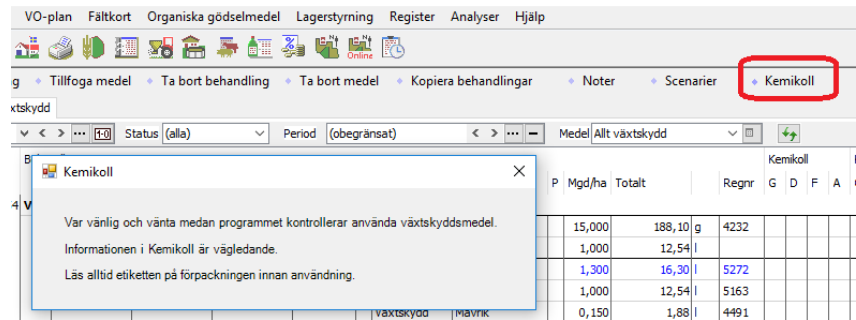 VO-plan Fältkort Organiska gödselmedel Lagerstyrning Register Analyser Hjälp
Online
g Tillfoga medel Ta bort behandling Ta bort medel Kopiera behandlingar Noter Scenarier Kemikoll
xtskydd
1-0 Status (alla) Period (obegränsat) Medel Allt växtskydd
Kemikoll
P Mgd/ha Totalt Regnr G D F A
Kemikoll
Var vänlig och vänta medan programmet kontrollerar använda växtskyddsmedel.
Informationen i Kemikoll är vägledande.
Läs alltid etiketten på förpackningen innan användning.
4 V
15,000 188,10 g 4232
1,000 12,54 l
1,300 16,30 l 5272
1,000 12,54 l 5163
Växtskydd Mavrik 0,150 1,88 l 4491